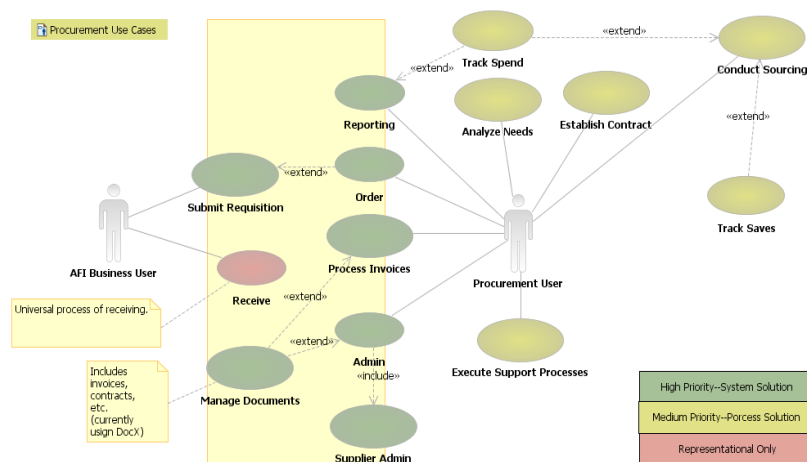 Procurement Use Cases
«extend»
Track Spend
Conduct Sourcing
«extend»
Reporting
Analyze Needs
Establish Contract
«extend»
«extend»
Submit Requisition
Order
Track Saves
AFI Business User
Process Invoices
Procurement User
Receive
«extend»
Universal process of receiving.
«extend»
Admin
Execute Support Processes
Includes
invoices,
contracts,
etc.
(currently
usign DocX)
«include»
Manage Documents
Supplier Admin
High Priority--System Solution
Medium Priority--Porcess Solution
Representational Only